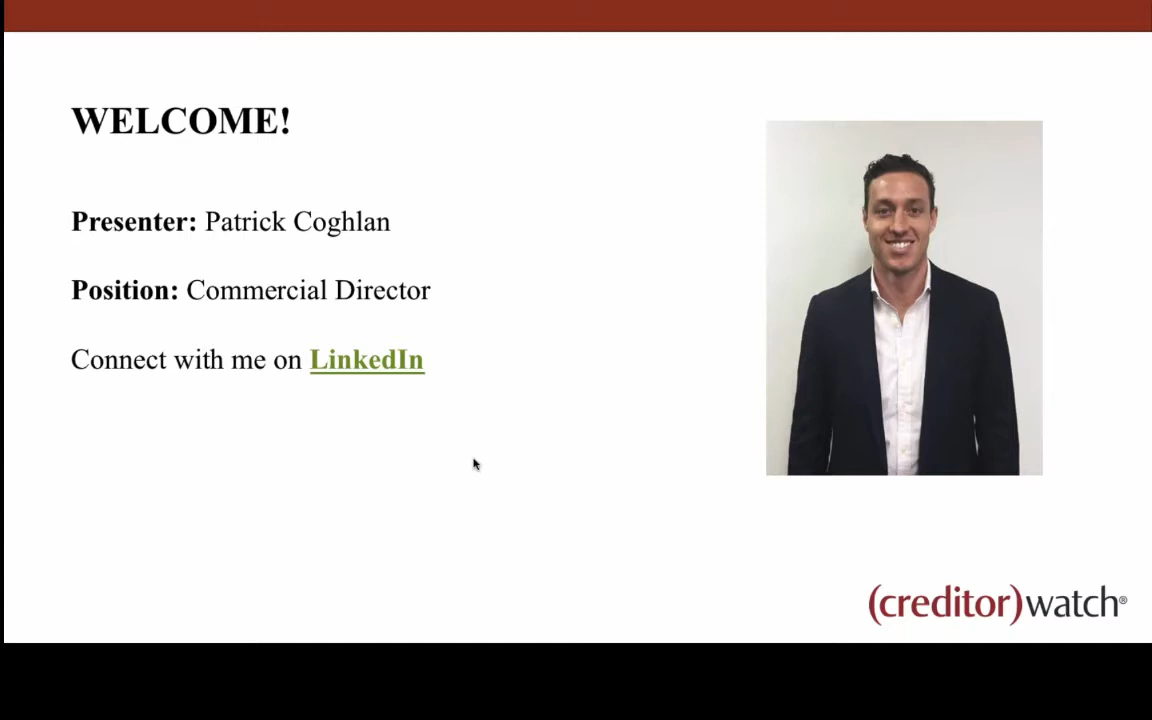 WELCOME!
Presenter: Patrick Coghlan
Position: Commercial Director
Connect with me on LinkedIn
(creditor)watch®